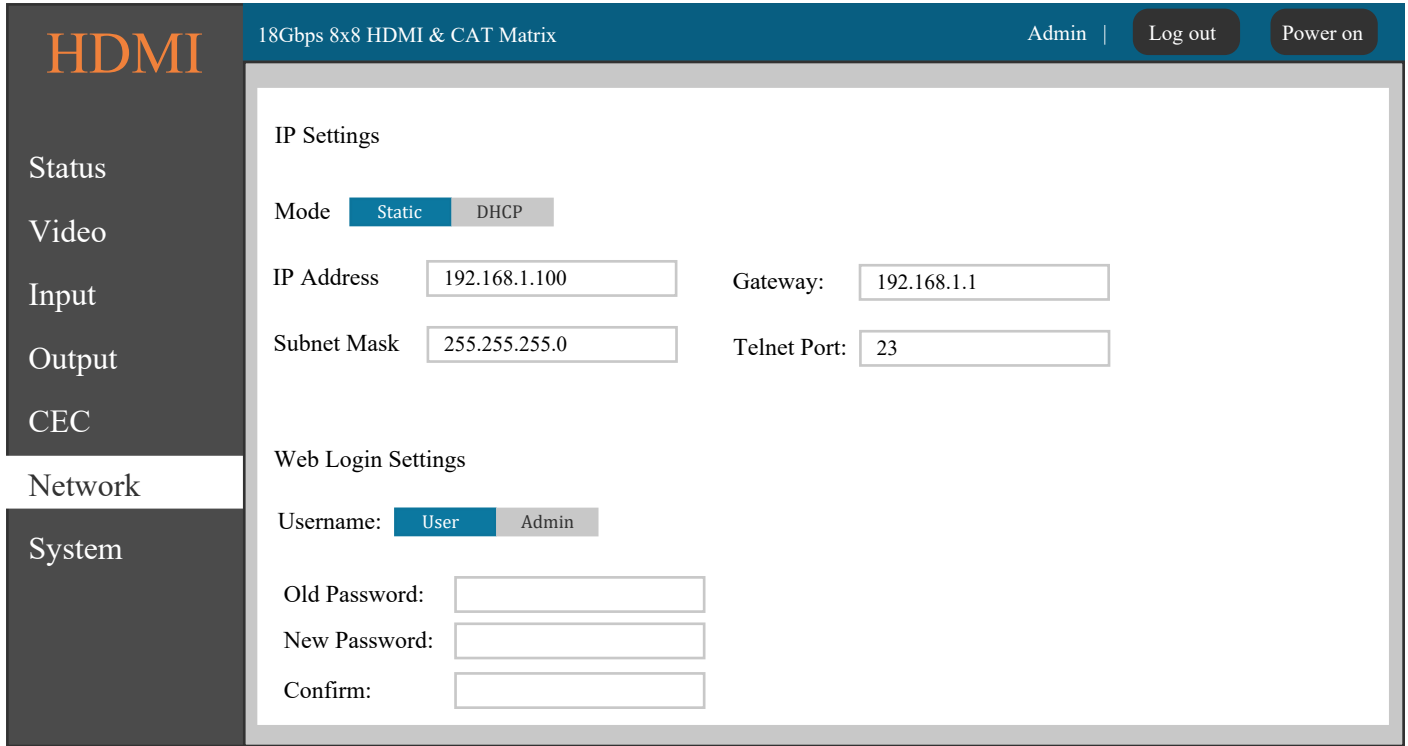 HDMI
18Gbps 8x8 HDMI & CAT Matrix
Admin |
Log out
Power on
Status
Video
Input
Output
CEC
Network
System
IP Settings
Mode Static DHCP
IP Address 192.168.1.100 Gateway: 192.168.1.1
Subnet Mask 255.255.255.0 Telnet Port: 23
Web Login Settings
Username: User Admin
Old Password:
New Password:
Confirm: